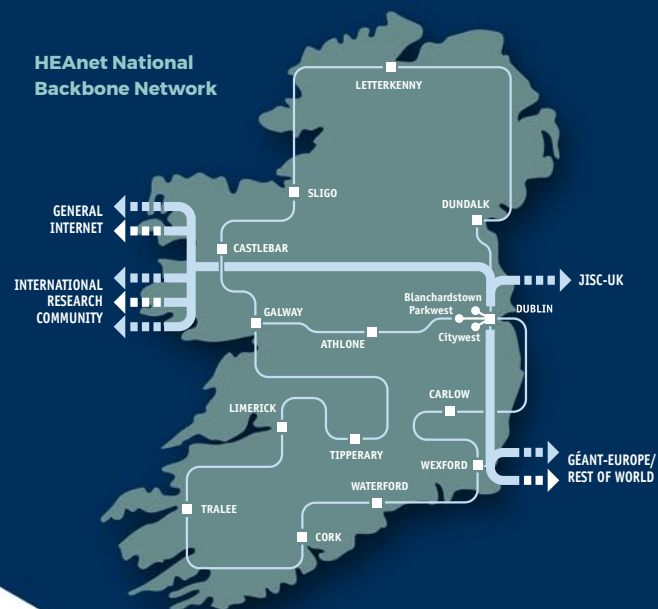 HEAnet National
Backbone Network
LETTERKENNY
SLIGO
DUNDALK
GENERAL
INTERNET
CASTLEBAR
INTERNATIONAL
RESEARCH
COMMUNITY
JISC-UK
Blanchardstown
Parkwest
DUBLIN
Citywest
GALWAY
ATHLONE
CARLOW
LIMERICK
TIPPERARY
WEXFORD
GÉANT-EUROPE/
REST OF WORLD
WATERFORD
TRALEE
CORK